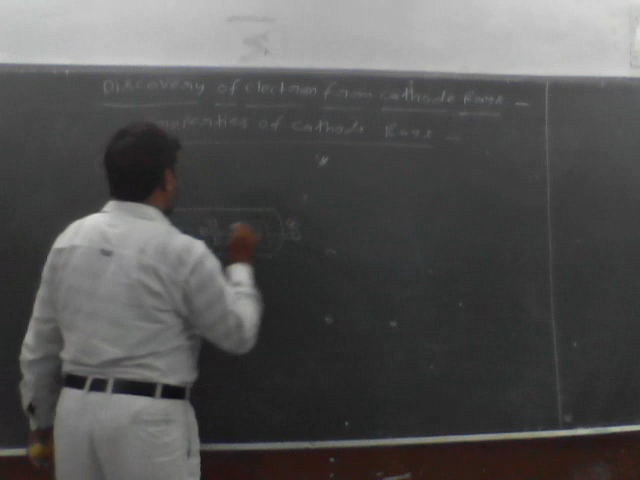 Discovery of electron from cathode Rays -
Properties of cathode Rays -